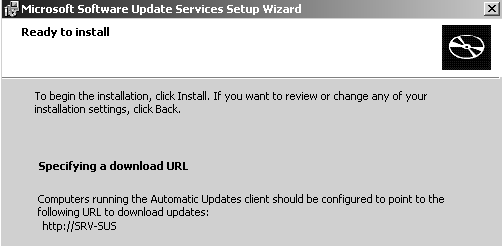 Microsoft Software Update Services Setup Wizard
Ready to install
To begin the installation, click Install. If you want to review or change any of your
installation settings, click Back.
Specifying a download URL
Computers running the Automatic Updates client should be configured to point to the
following URL to download updates:
http://SRV-SUS